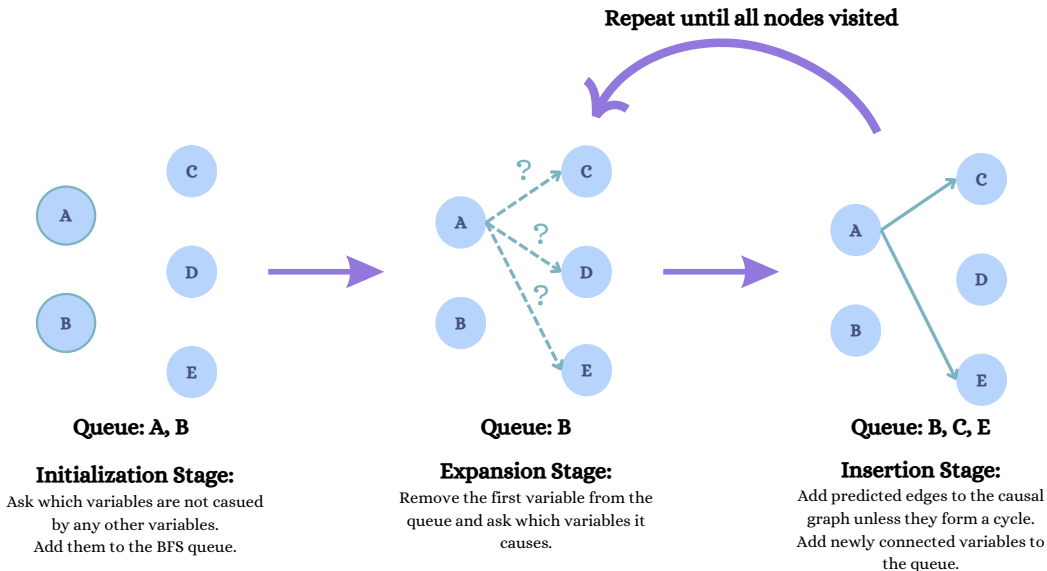 Repeat until all nodes visited
A
B
C
D
E
Queue: A, B
Initialization Stage:
Ask which variables are not casued
by any other variables.
Add them to the BFS queue.
A
B
?
?
?
C
D
E
Queue: B
Expansion Stage:
Remove the first variable from the
queue and ask which variables it
causes.
A
B
C
D
E
Queue: B, C, E
Insertion Stage:
Add predicted edges to the causal
graph unless they form a cycle.
Add newly connected variables to
the queue.